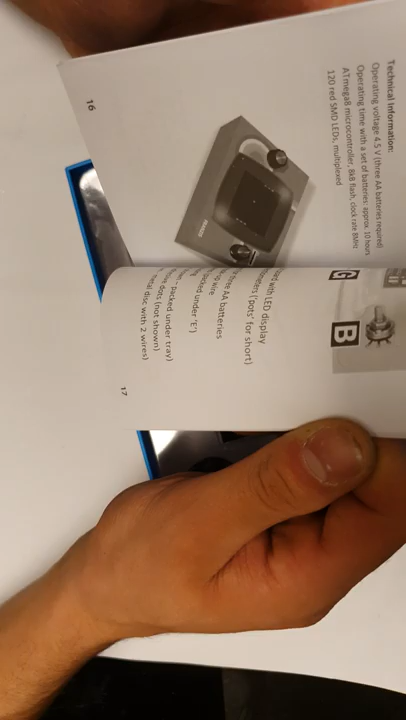 Technical Information:
Operating voltage 4.5 V (three AA batteries required)
Operating time with a set of batteries: approx. 10 hours
ATmega8 microcontroller, 8kB flash, clock rate 8MHz
120 red SMD LEDs, multiplexed
16
G
B
with LED display
('pots' for short)
three AA batteries
wire
packed under 'E')
packed under tray)
dots (not shown)
disc with 2 wires)
17